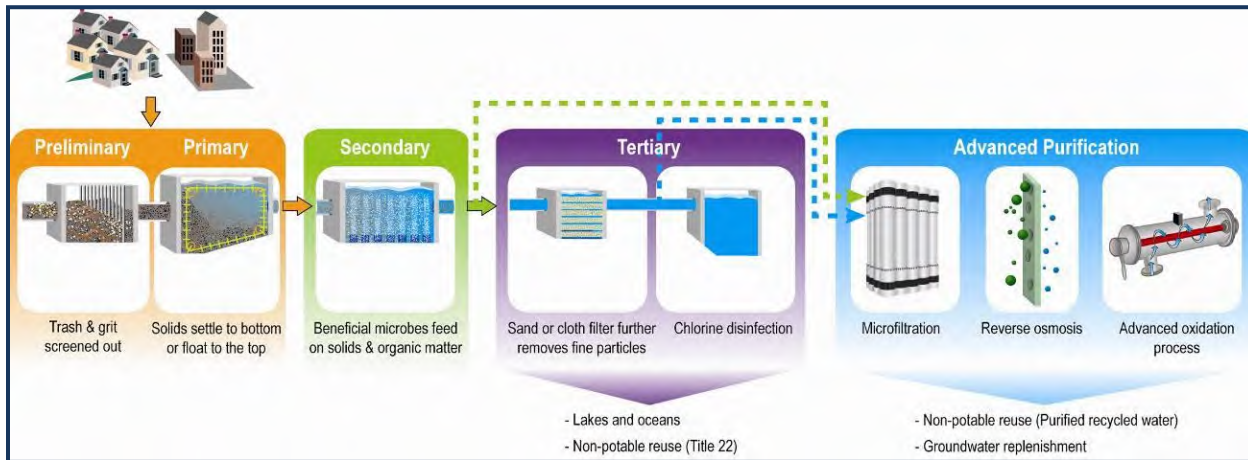 Preliminary
Primary
Secondary
Tertiary
Advanced Purification
Trash & grit
screened out
Solids settle to bottom
or float to the top
Beneficial microbes feed
on solids & organic matter
Sand or cloth filter further
removes fine particles
Chlorine disinfection
Microfiltration
Reverse osmosis
Advanced oxidation
process
- Lakes and oceans
- Non-potable reuse (Title 22)
- Non-potable reuse (Purified recycled water)
- Groundwater replenishment